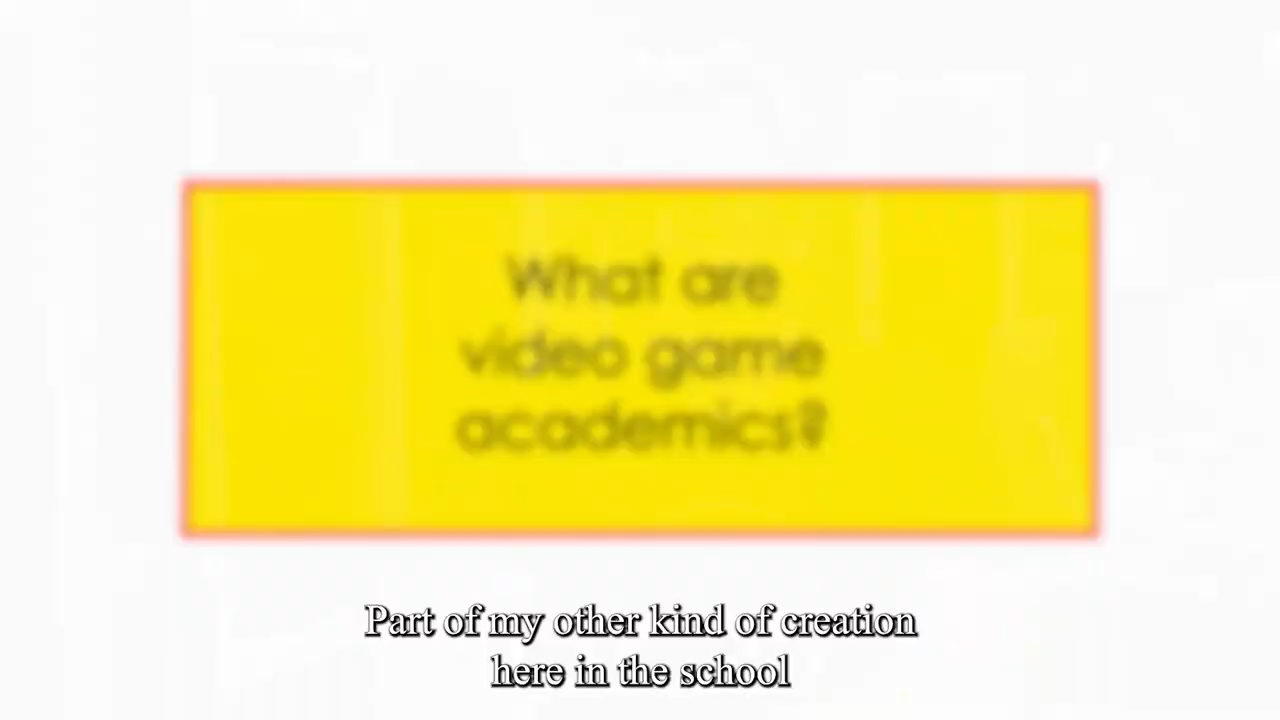 What are
video game
academics?
Part of my other kind of creation
here in the school